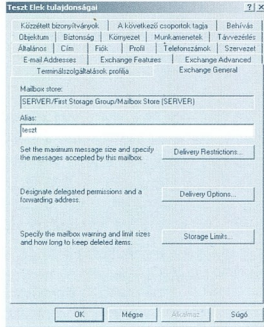 Teszt Elek tulajdonságai
Közzétett bizonyítványok A következő csoportok tagja Behívás
Objektum Biztonság Környezet Munkamenetek Távvezérlés
Általános Cím Fiók Profil Telefonszámok Szervezet
E-mail Addresses Exchange Features Exchange Advanced
Terminálszolgáltatások profilja Exchange General
Mailbox store:
SERVER/First Storage Group/Mailbox Store (SERVER)
Alias:
teszt
Set the maximum message size and specify
the messages accepted by this mailbox.
Delivery Restrictions...
Designate delegated permissions and a
forwarding address.
Delivery Options...
Specify the mailbox warning and limit sizes
and how long to keep deleted items.
Storage Limits...
OK Mégse Alkalmaz Súgó